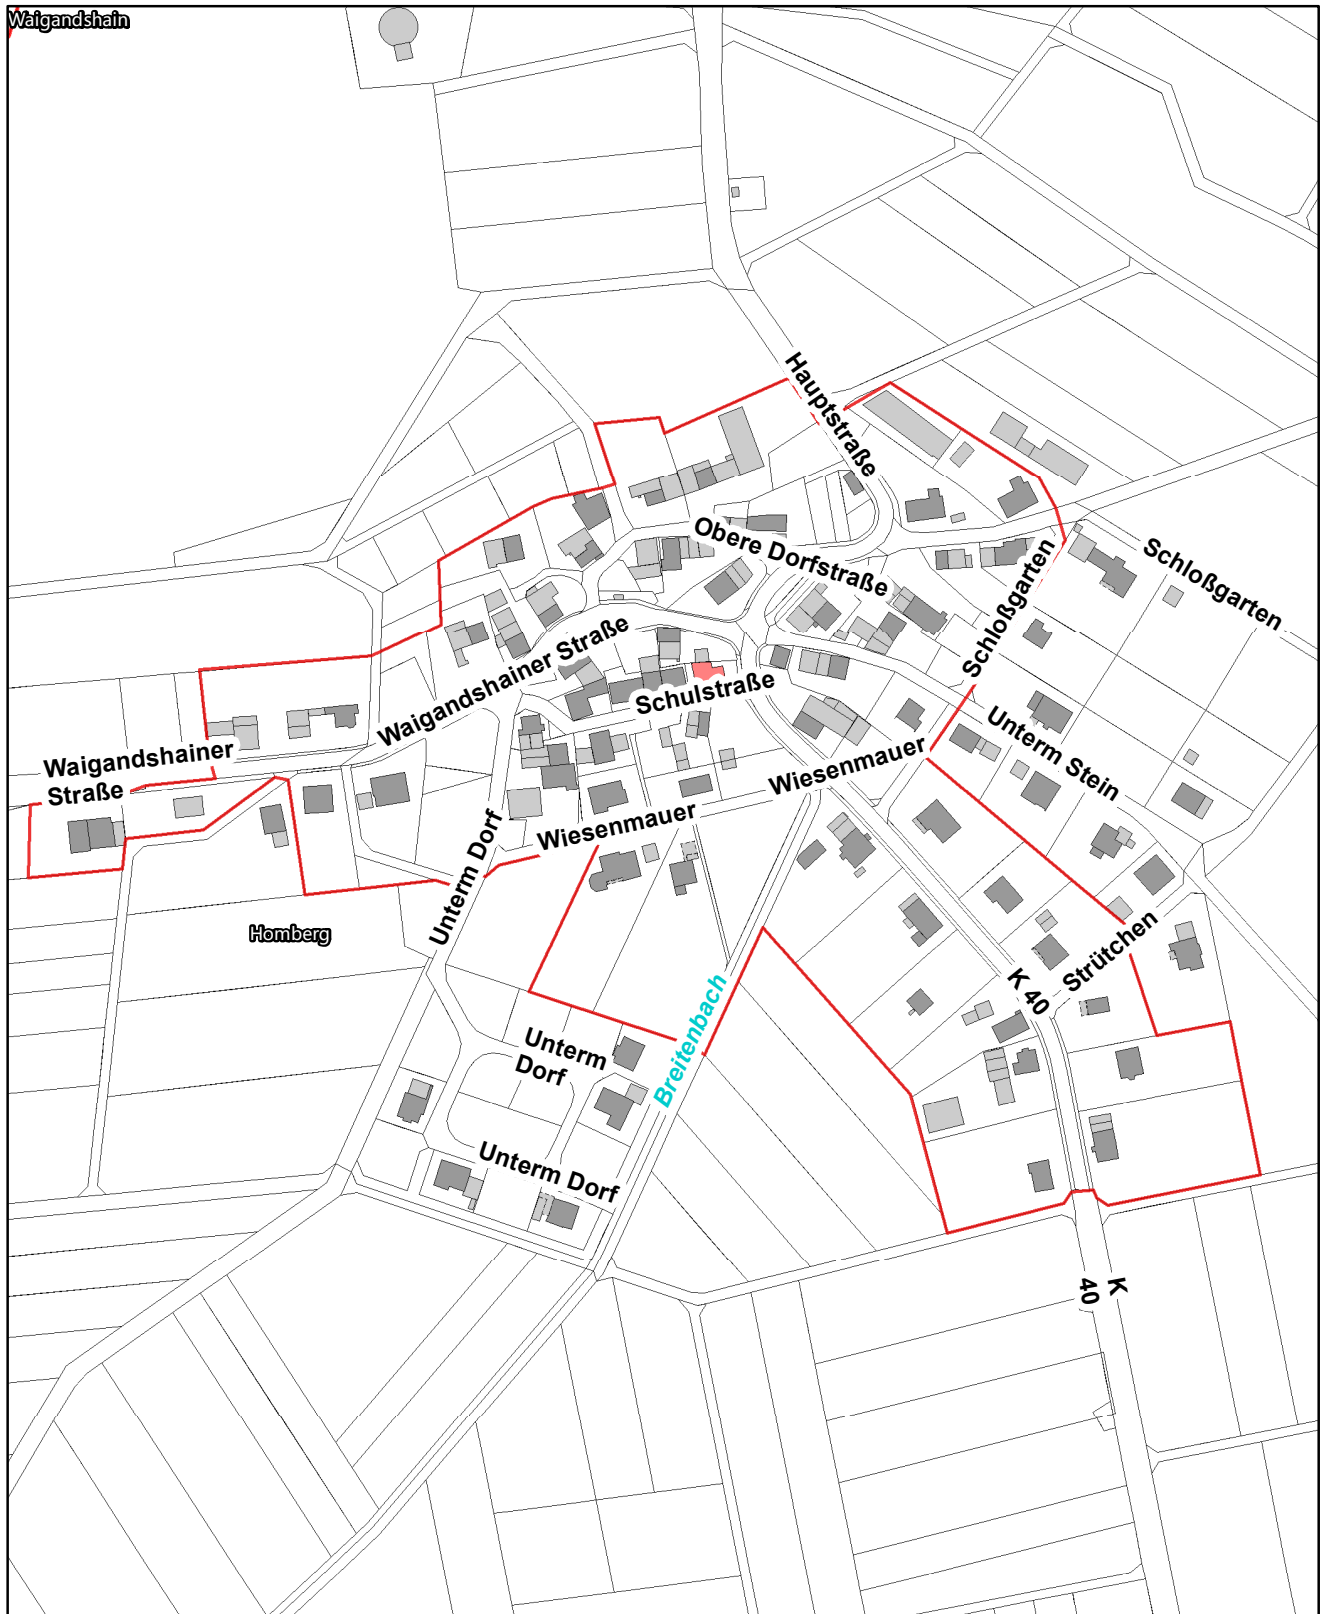 Waigandshain
Hauptstraße
Obere Dorfstraße
Schloßgarten
Schloßgarten
Waigandshainer Straße
Schulstraße
Waigandshainer
Straße
Unterm Stein
Wiesenmauer
Wiesenmauer
Unterm Dorf
Homberg
Strütchen
K 40
Breitenbach
Unterm
Dorf
Unterm Dorf
K
40